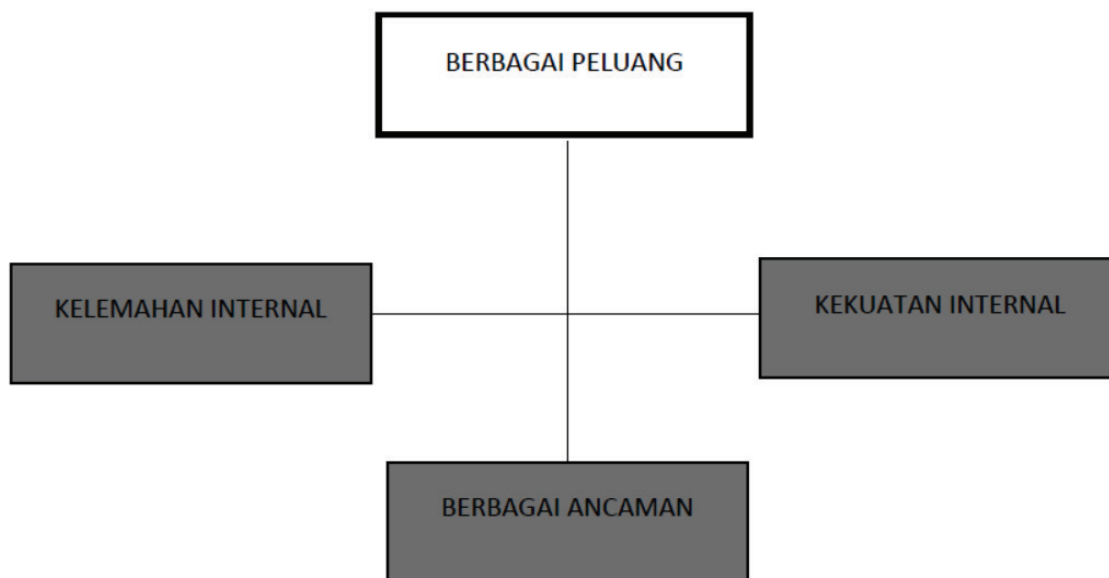 BERBAGAI PELUANG
KELEMAHAN INTERNAL
KEKUATAN INTERNAL
BERBAGAI ANCAMAN